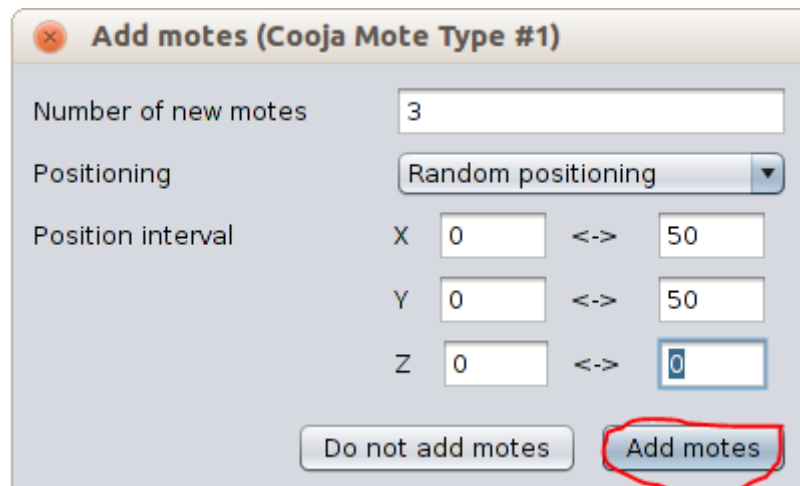 Add motes (Cooja Mote Type #1)
Number of new motes 3
Positioning Random positioning
Position interval X 0 <-> 50
Y 0 <-> 50
Z 0 <-> 0
Do not add motes Add motes